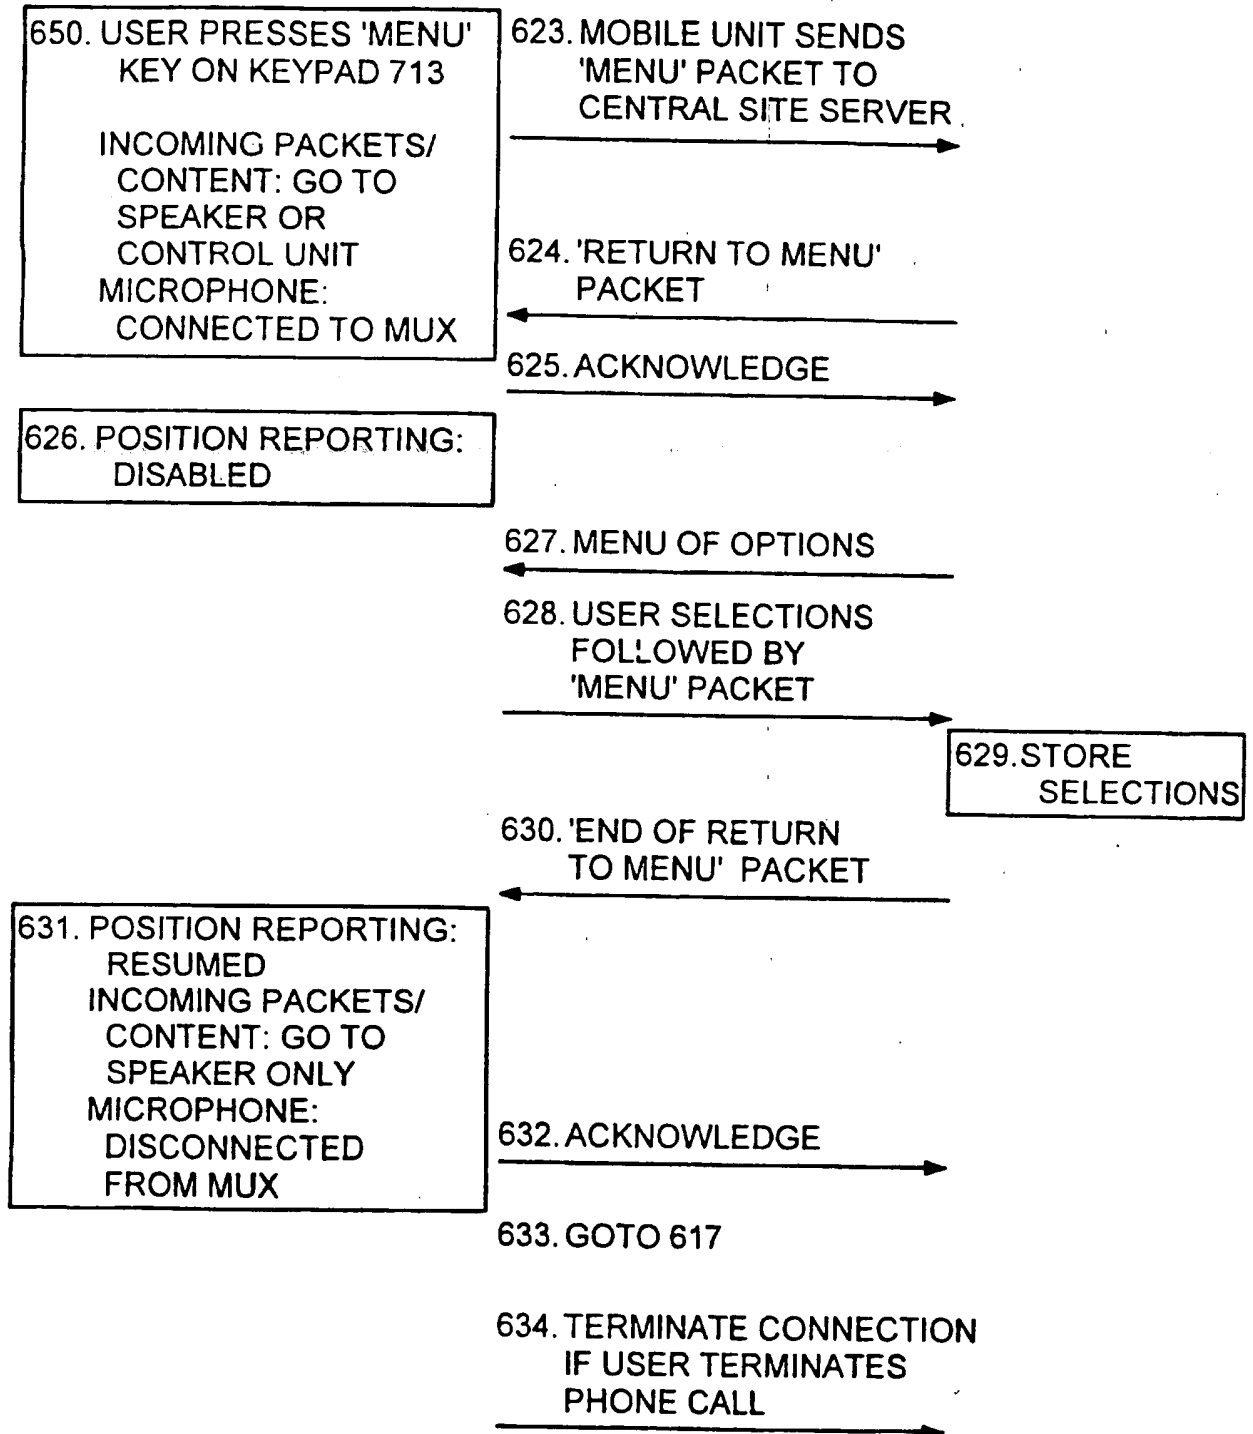 650. USER PRESSES 'MENU'
KEY ON KEYPAD 713
INCOMING PACKETS/
CONTENT: GO TO
SPEAKER OR
CONTROL UNIT
MICROPHONE:
CONNECTED TO MUX
623. MOBILE UNIT SENDS
'MENU' PACKET TO
CENTRAL SITE SERVER
624. 'RETURN TO MENU'
PACKET
625. ACKNOWLEDGE
626. POSITION REPORTING:
DISABLED
627. MENU OF OPTIONS
628. USER SELECTIONS
FOLLOWED BY
'MENU' PACKET
629. STORE
SELECTIONS
630. 'END OF RETURN
TO MENU' PACKET
631. POSITION REPORTING:
RESUMED
INCOMING PACKETS/
CONTENT: GO TO
SPEAKER ONLY
MICROPHONE:
DISCONNECTED
FROM MUX
632. ACKNOWLEDGE
633. GOTO 617
634. TERMINATE CONNECTION
IF USER TERMINATES
PHONE CALL